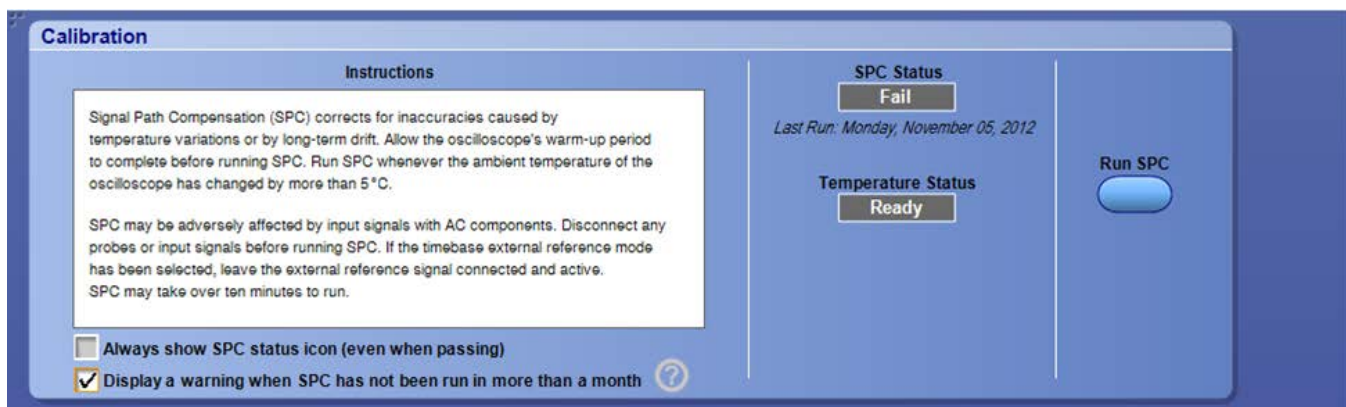 Calibration
Instructions
Signal Path Compensation (SPC) corrects for inaccuracies caused by
temperature variations or by long-term drift. Allow the oscilloscope's warm-up period
to complete before running SPC. Run SPC whenever the ambient temperature of the
oscilloscope has changed by more than 5°C.
SPC may be adversely affected by input signals with AC components. Disconnect any
probes or input signals before running SPC. If the timebase external reference mode
has been selected, leave the external reference signal connected and active.
SPC may take over ten minutes to run.
Always show SPC status icon (even when passing)
Display a warning when SPC has not been run in more than a month
?
SPC Status
Fail
Last Run: Monday, November 05, 2012
Temperature Status
Ready
Run SPC